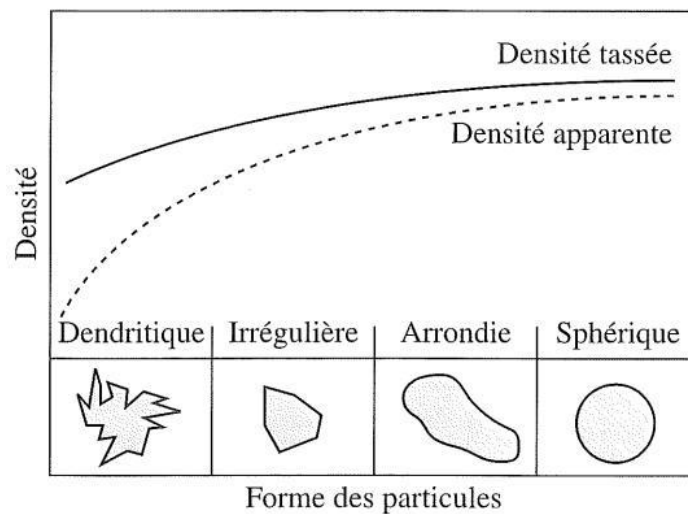 Densité tassée
Densité apparente
Densité
Dendritique
Irrégulière
Arrondie
Sphérique
Forme des particules